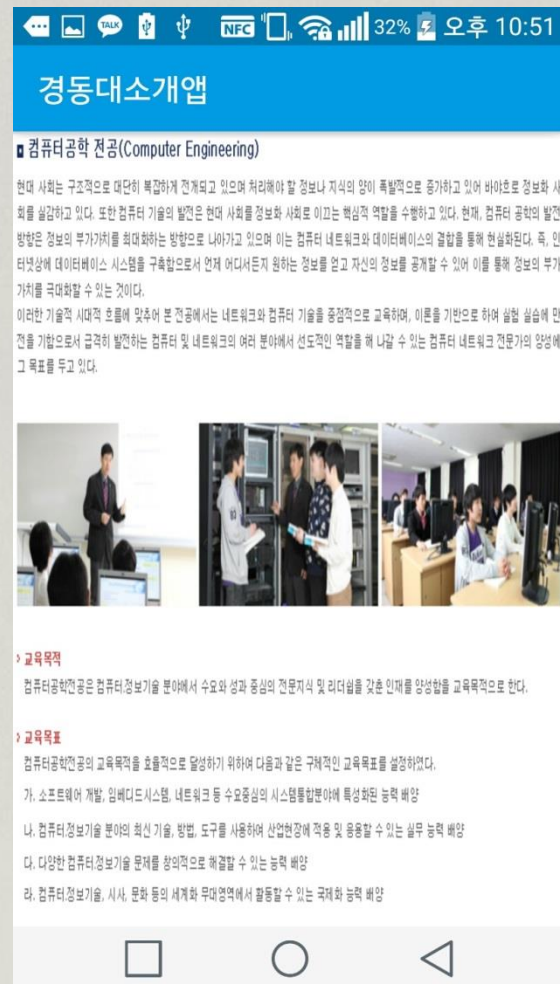 TALK NFC 32% 오후 10:51
경동대소개앱
컴퓨터공학 전공(Computer Engineering)
현대 사회는 구조적으로 대단히 복잡하게 전개되고 있으며 처리해야 할 정보나 지식의 양이 폭발적으로 증가하고 있어 바야흐로 정보화 사
회를 실감하고 있다. 또한 컴퓨터 기술의 발전은 현대 사회를 정보화 사회로 이끄는 핵심적 역할을 수행하고 있다. 현재, 컴퓨터 공학의 발전
방향은 정보의 부가가치를 최대화하는 방향으로 나아가고 있으며 이는 컴퓨터 네트워크와 데이터베이스의 결합을 통해 현실화된다. 즉, 인
터넷상에 데이터베이스 시스템을 구축함으로서 언제 어디서든지 원하는 정보를 얻고 자신의 정보를 공개할 수 있어 이를 통해 정보의 부가
가치를 극대화할 수 있는 것이다.
이러한 기술적 시대적 흐름에 맞추어 본 전공에서는 네트워크와 컴퓨터 기술을 중점적으로 교육하며, 이론을 기반으로 하여 실험 실습에 만
전을 기함으로서 급격히 발전하는 컴퓨터 및 네트워크의 여러 분야에서 선도적인 역할을 해 나갈 수 있는 컴퓨터 네트워크 전문가의 양성에
그 목표를 두고 있다.
교육목적
컴퓨터공학전공은 컴퓨터.정보기술 분야에서 수요와 성과 중심의 전문지식 및 리더쉽을 갖춘 인재를 양성함을 교육목적으로 한다.
교육목표
컴퓨터공학전공의 교육목적을 효율적으로 달성하기 위하여 다음과 같은 구체적인 교육목표를 설정하였다.
가. 소프트웨어 개발, 임베디드시스템, 네트워크 등 수요중심의 시스템통합분야에 특성화된 능력 배양
나. 컴퓨터.정보기술 분야의 최신 기술, 방법, 도구를 사용하여 산업현장에 적용 및 응용할 수 있는 실무 능력 배양
다. 다양한 컴퓨터.정보기술 문제를 창의적으로 해결할 수 있는 능력 배양
라. 컴퓨터.정보기술, 시사, 문화 등의 세계화 무대영역에서 활동할 수 있는 국제화 능력 배양